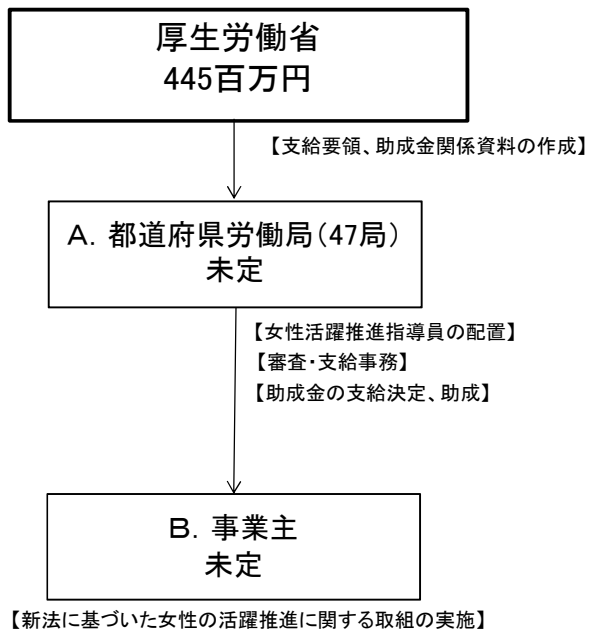 厚生労働省
445百万円
【支給要領、助成金関係資料の作成】
A．都道府県労働局（47局）
未定
【女性活躍推進指導員の配置】
【審査・支給事務】
【助成金の支給決定、助成】
B．事業主
未定
【新法に基づいた女性の活躍推進に関する取組の実施】